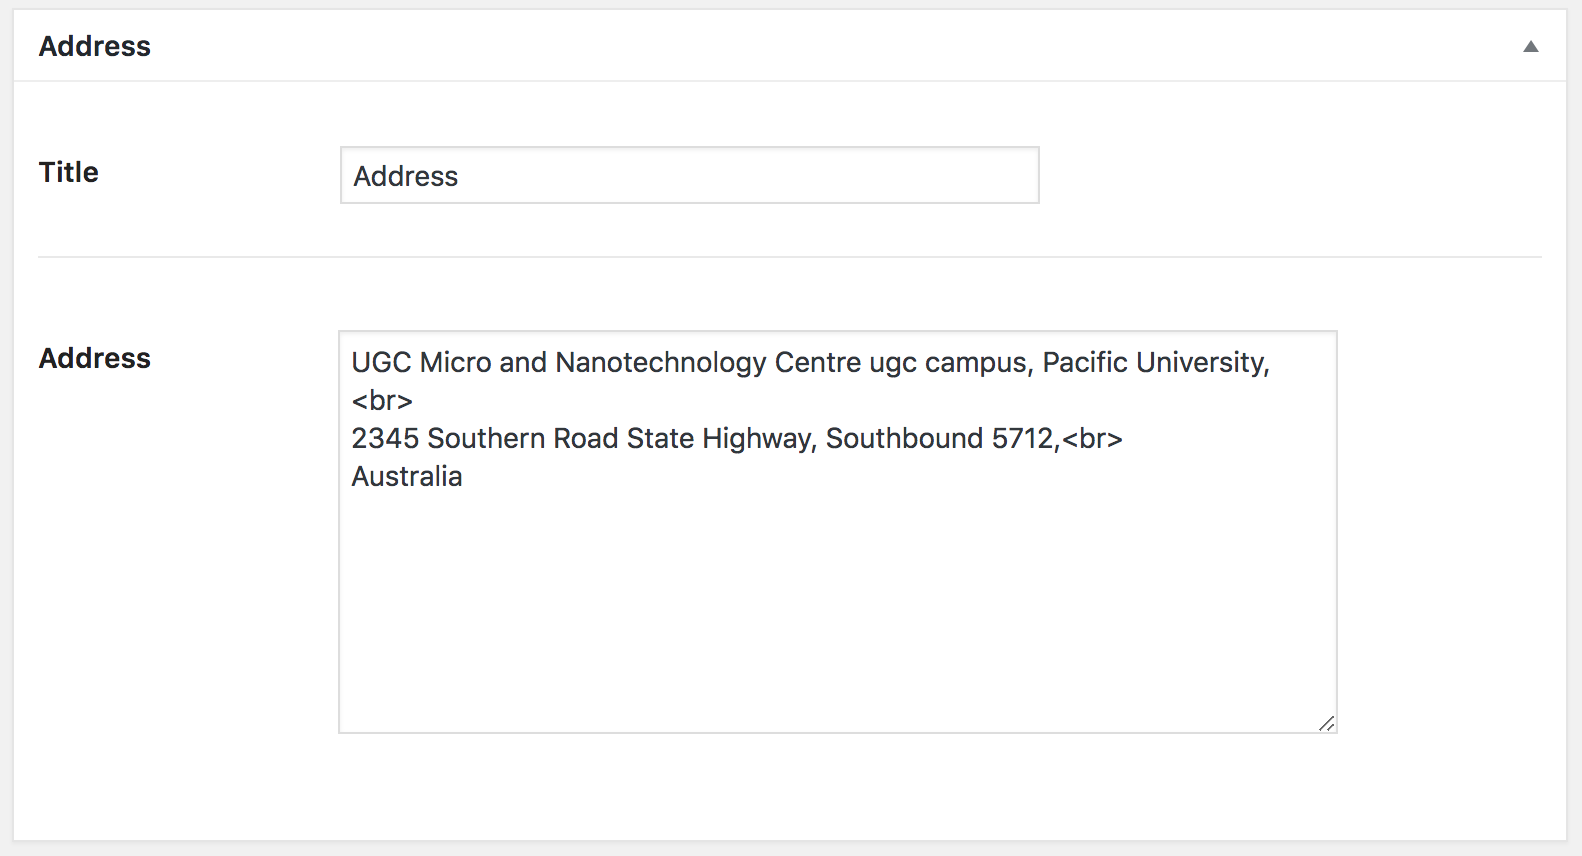 Address
Title
Address
Address
UGC Micro and Nanotechnology Centre ugc campus, Pacific University,
<br>
2345 Southern Road State Highway, Southbound 5712,<br>
Australia